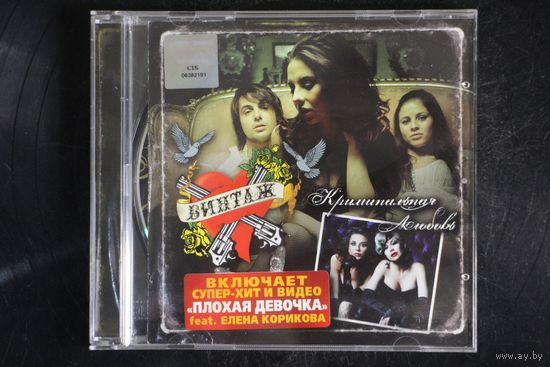 CIS
06382191
ВИНТАЖ
Криминальная
Любовь
ВКЛЮЧАЕТ
СУПЕР-ХИТ И ВИДЕО
«ПЛОХАЯ ДЕВОЧКА»
feat. ЕЛЕНА КОРИКОВА
www.ay.by